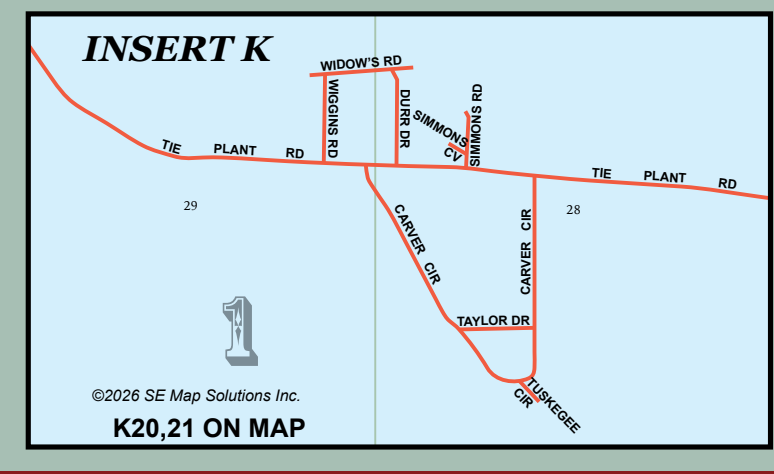 INSERT K
WIDOW'S RD
WIGGINS RD
DURR DR
SIMMONS CV
SIMMONS RD
TIE PLANT RD
TIE PLANT RD
29
28
CARVER CIR
CARVER CIR
TAYLOR DR
TUSKEGEE CIR
1
©2026 SE Map Solutions Inc.
K20,21 ON MAP